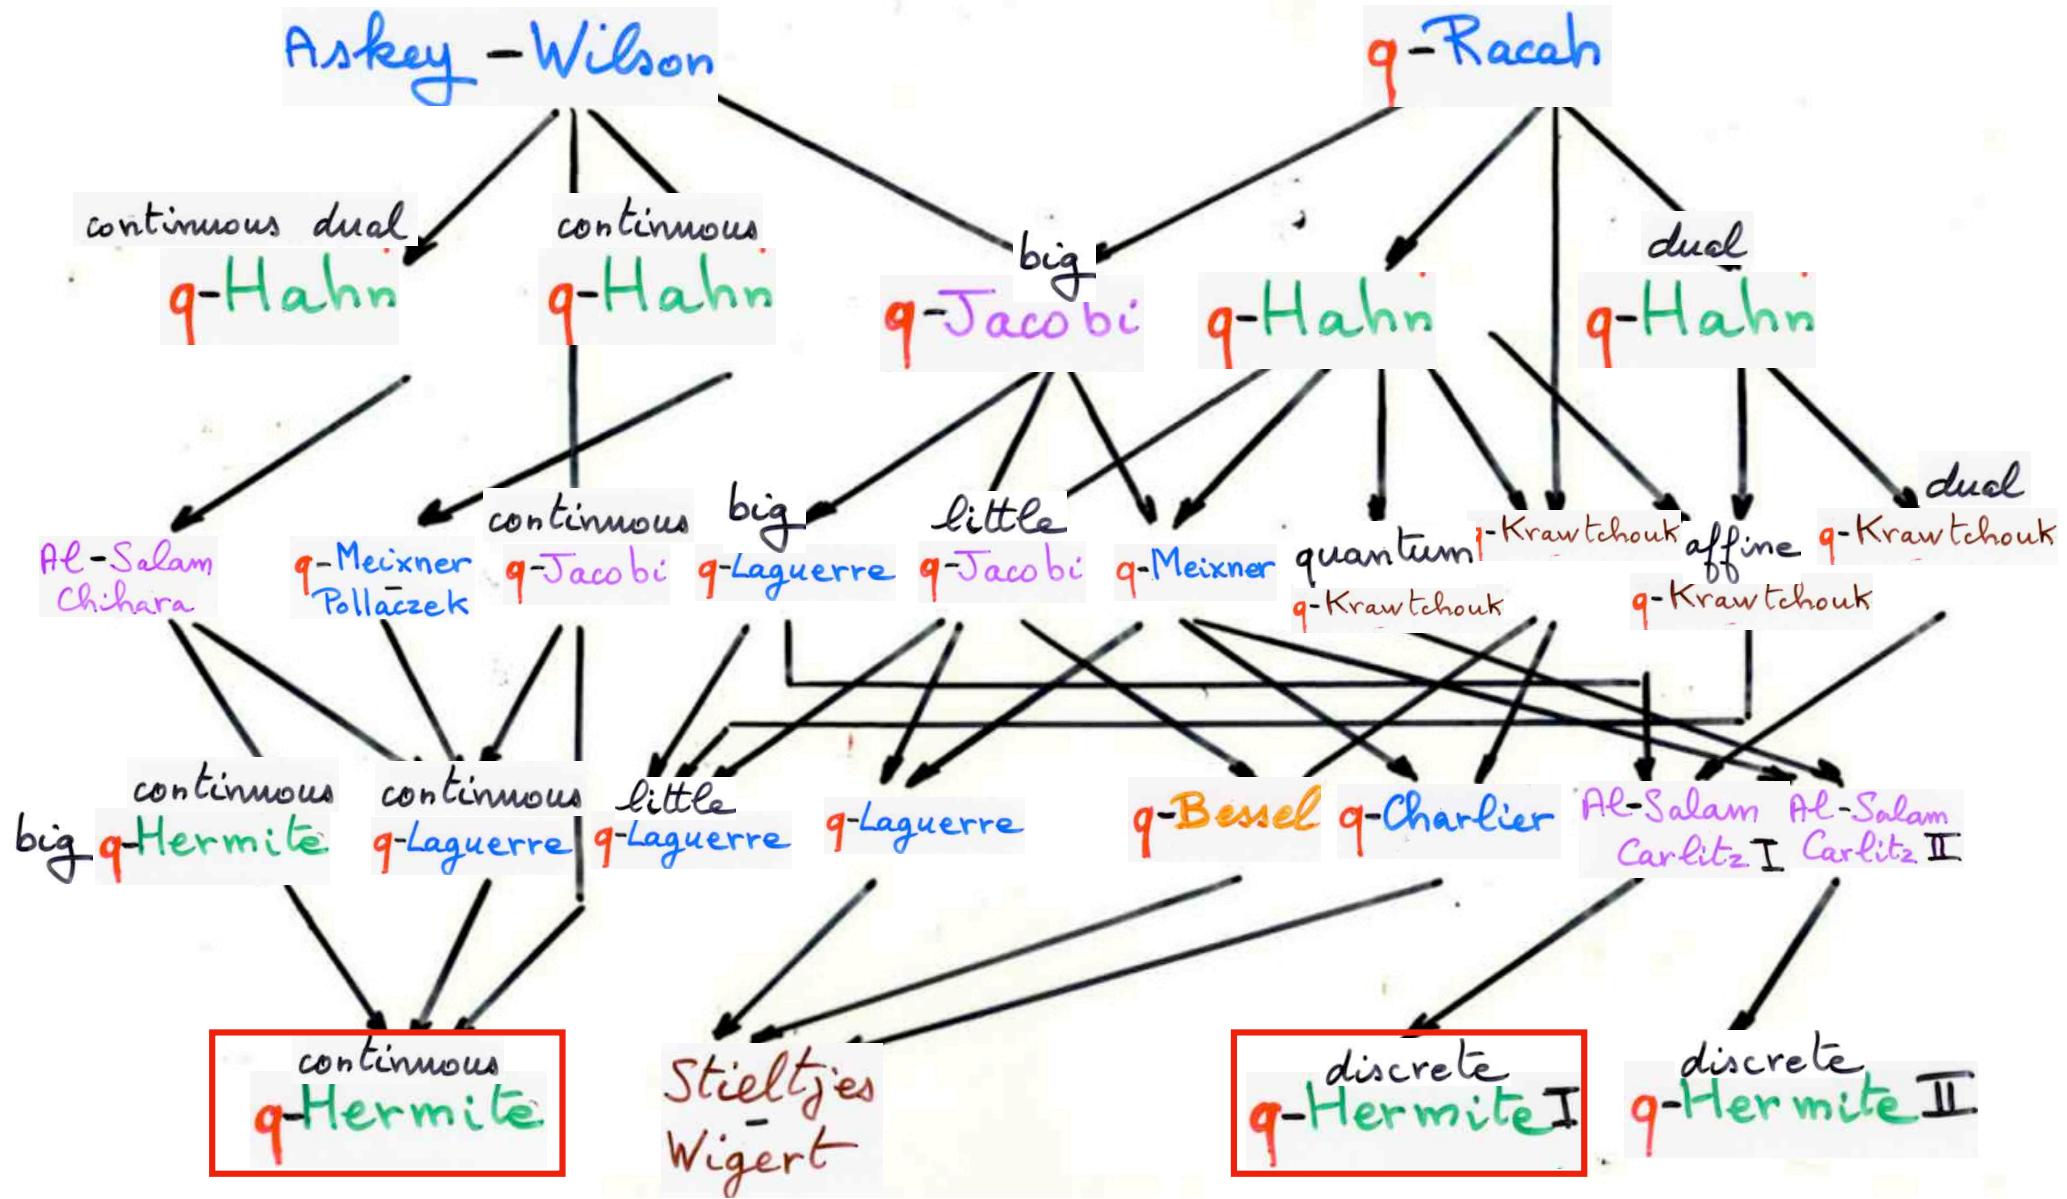 Askey-Wilson
q-Racah
continuous dual
q-Hahn
continuous
q-Hahn
big
q-Jacobi
q-Hahn
dual
q-Hahn
Al-Salam
Chihara
q-Meixner
-
Pollaczek
continuous
q-Jacobi
big
q-Laguerre
little
q-Jacobi
q-Meixner
quantum
q-Krawtchouk
q-Krawtchouk
affine
q-Krawtchouk
dual
q-Krawtchouk
continuous
big q-Hermite
continuous
q-Laguerre
little
q-Laguerre
q-Laguerre
q-Bessel
q-Charlier
Al-Salam
Carlitz I
Al-Salam
Carlitz II
continuous
q-Hermite
Stieltjes
-
Wigert
discrete
q-Hermite I
discrete
q-Hermite II